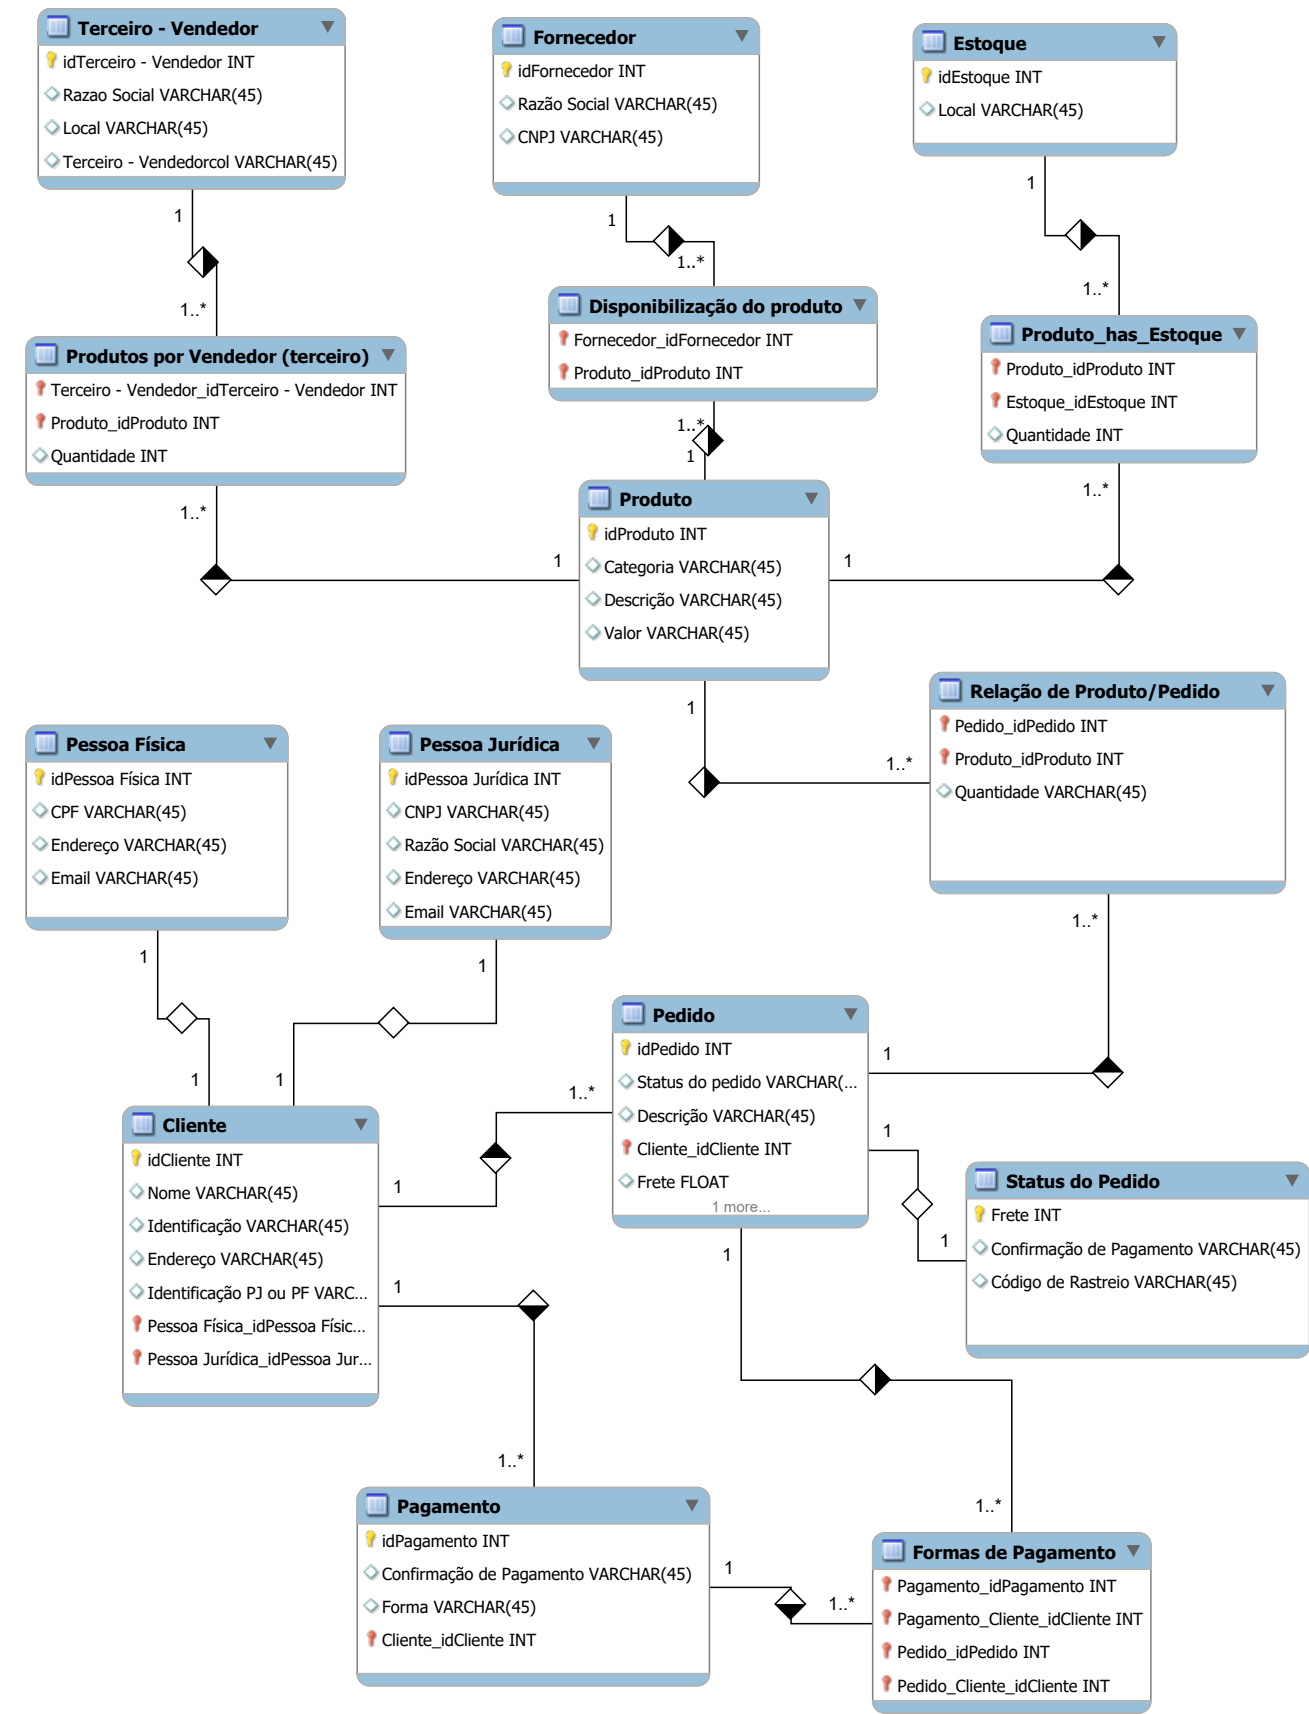 Terceiro - Vendedor
idTerceiro - Vendedor INT
Razao Social VARCHAR(45)
Local VARCHAR(45)
Terceiro - Vendedorcol VARCHAR(45)
Fornecedor
idFornecedor INT
Razão Social VARCHAR(45)
CNPJ VARCHAR(45)
Estoque
idEstoque INT
Local VARCHAR(45)
1
1..*
1
1..*
1
1..*
Produtos por Vendedor (terceiro)
Terceiro - Vendedor_idTerceiro - Vendedor INT
Produto_idProduto INT
Quantidade INT
Disponibilização do produto
Fornecedor_idFornecedor INT
Produto_idProduto INT
Produto_has_Estoque
Produto_idProduto INT
Estoque_idEstoque INT
Quantidade INT
1..*
1
1..*
1
1..*
1
Produto
idProduto INT
Categoria VARCHAR(45)
Descrição VARCHAR(45)
Valor VARCHAR(45)
1
1..*
Relação de Produto/Pedido
Pedido_idPedido INT
Produto_idProduto INT
Quantidade VARCHAR(45)
Pessoa Física
idPessoa Física INT
CPF VARCHAR(45)
Endereço VARCHAR(45)
Email VARCHAR(45)
Pessoa Jurídica
idPessoa Jurídica INT
CNPJ VARCHAR(45)
Razão Social VARCHAR(45)
Endereço VARCHAR(45)
Email VARCHAR(45)
1
1
1
1
1..*
1
Pedido
idPedido INT
Status do pedido VARCHAR(...
Descrição VARCHAR(45)
Cliente_idCliente INT
Frete FLOAT
1 more...
Cliente
idCliente INT
Nome VARCHAR(45)
Identificação VARCHAR(45)
Endereço VARCHAR(45)
Identificação PJ ou PF VARC...
Pessoa Física_idPessoa Físic...
Pessoa Jurídica_idPessoa Jur...
1..*
1
1
1
Status do Pedido
Frete INT
Confirmação de Pagamento VARCHAR(45)
Código de Rastreio VARCHAR(45)
1
1..*
1
1..*
Pagamento
idPagamento INT
Confirmação de Pagamento VARCHAR(45)
Forma VARCHAR(45)
Cliente_idCliente INT
1
1..*
Formas de Pagamento
Pagamento_idPagamento INT
Pagamento_Cliente_idCliente INT
Pedido_idPedido INT
Pedido_Cliente_idCliente INT